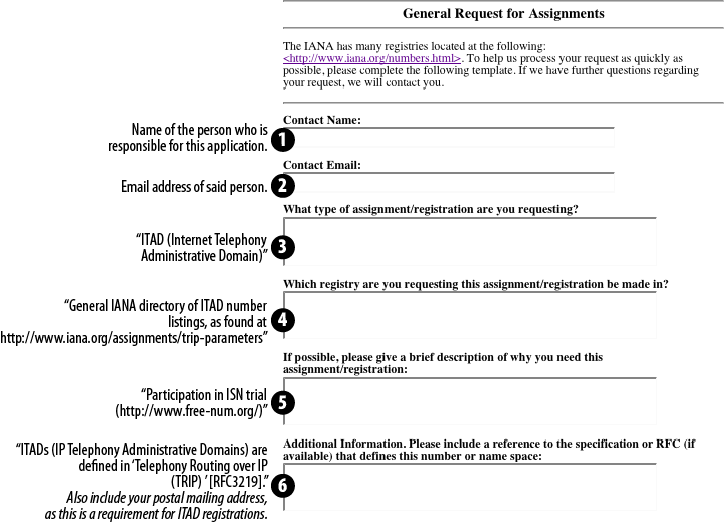 General Request for Assignments
The IANA has many registries located at the following:
<http://www.iana.org/numbers.html>. To help us process your request as quickly as
possible, please complete the following template. If we have further questions regarding
your request, we will contact you.
Contact Name:
Name of the person who is
responsible for this application.
1
Contact Email:
Email address of said person.
2
What type of assignment/registration are you requesting?
“ITAD (Internet Telephony
Administrative Domain)”
3
Which registry are you requesting this assignment/registration be made in?
“General IANA directory of ITAD number
listings, as found at
http://www.iana.org/assignments/trip-parameters”
4
If possible, please give a brief description of why you need this
assignment/registration:
“Participation in ISN trial
(http://www.free-num.org/)”
5
Additional Information. Please include a reference to the specification or RFC (if
available) that defines this number or name space:
“ITADs (IP Telephony Administrative Domains) are
defined in ‘Telephony Routing over IP
(TRIP) ’ [RFC3219].”
Also include your postal mailing address,
as this is a requirement for ITAD registrations.
6